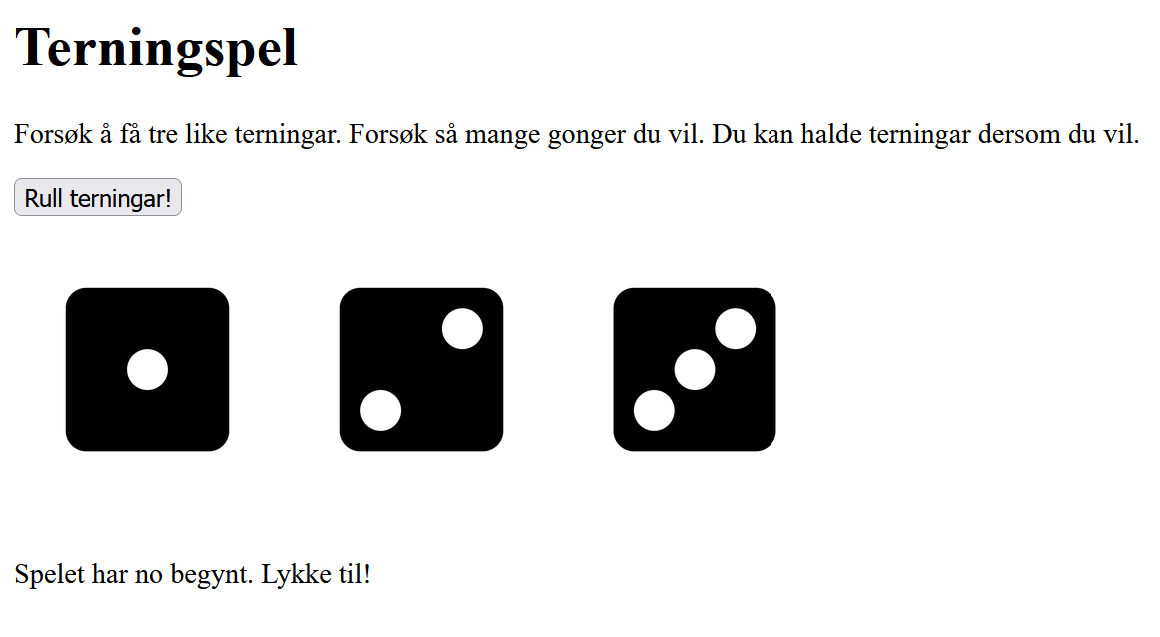 Terningspel
Forsøk å få tre like terningar. Forsøk så mange gonger du vil. Du kan halde terningar dersom du vil.
Rull terningar!
Spelet har no begynt. Lykke til!